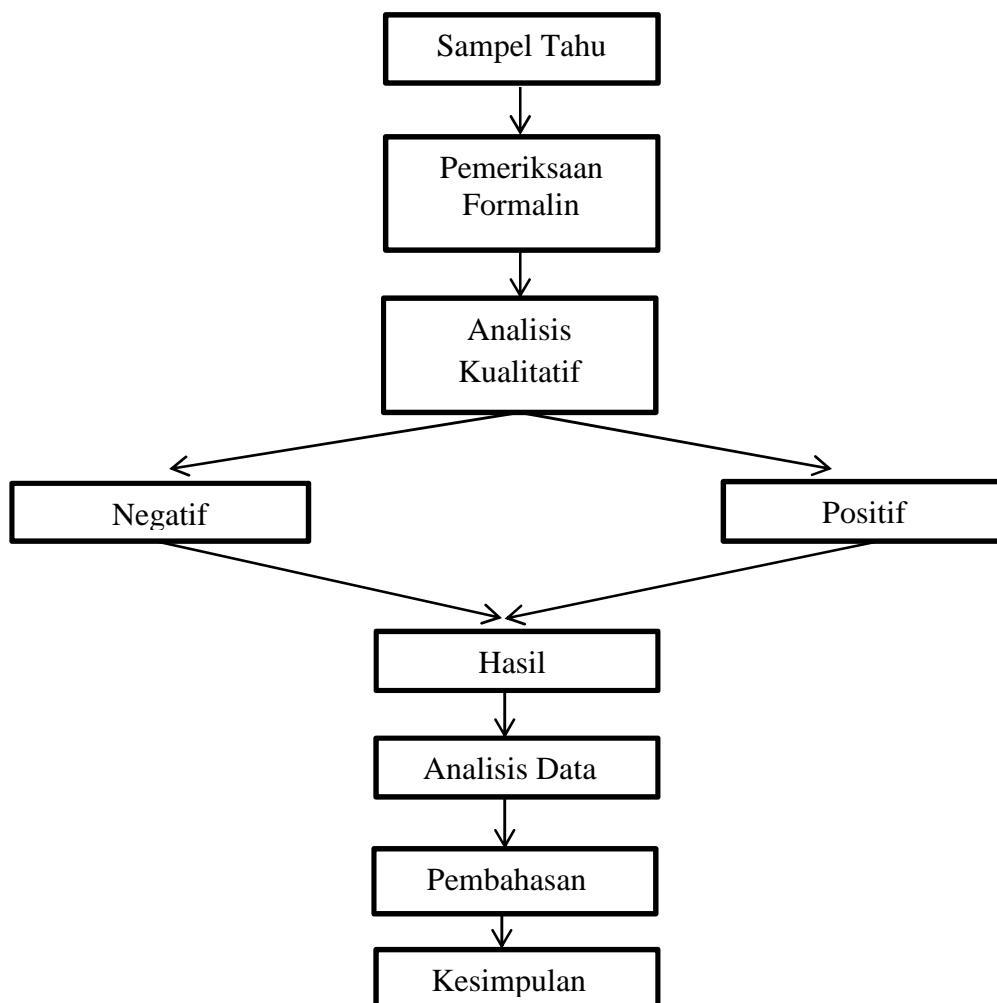 Sampel Tahu
Pemeriksaan
Formalin
Analisis
Kualitatif
Negatif
Positif
Hasil
Analisis Data
Pembahasan
Kesimpulan